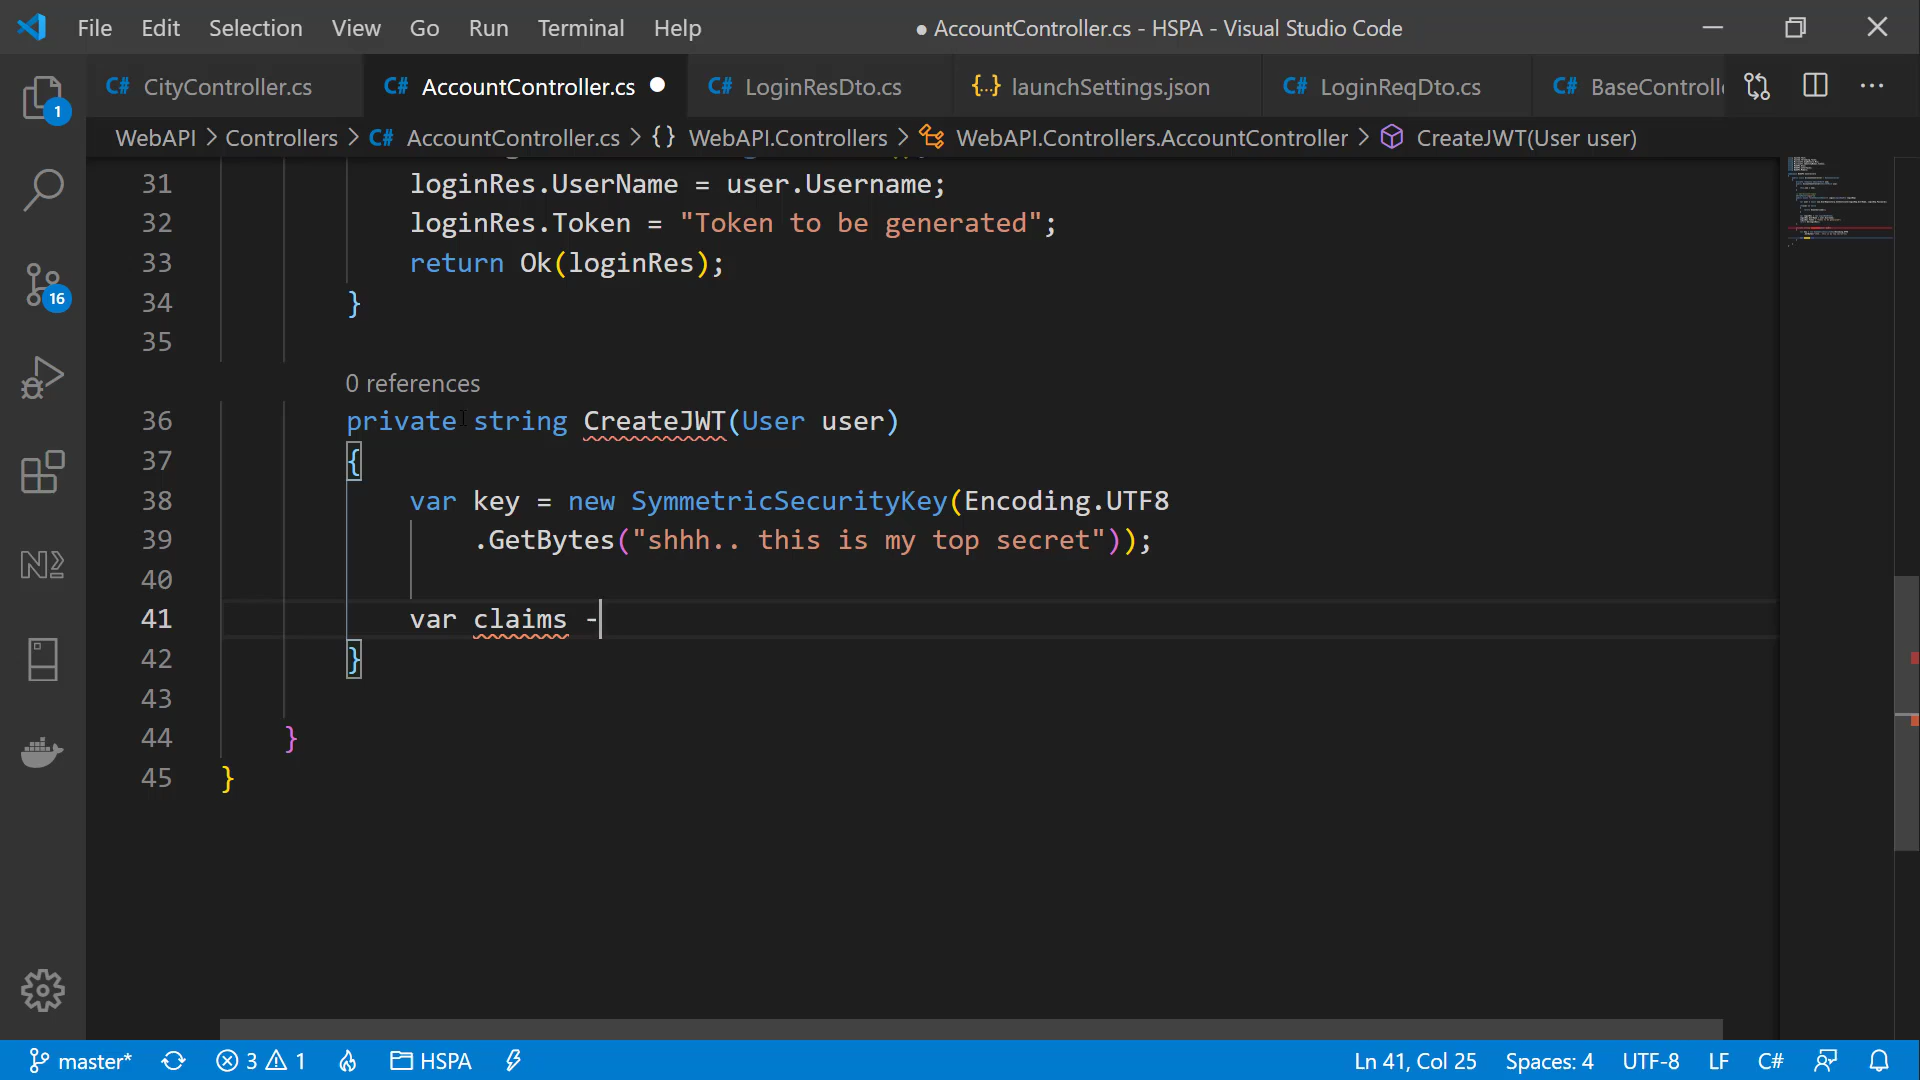 File Edit Selection View Go Run Terminal Help ● AccountController.cs - HSPA - Visual Studio Code
C# CityController.cs C# AccountController.cs ● C# LoginResDto.cs {..} launchSettings.json C# LoginReqDto.cs C# BaseControlle
WebAPI > Controllers > C# AccountController.cs > {} WebAPI.Controllers > WebAPI.Controllers.AccountController > CreateJWT(User user)
31 loginRes.UserName = user.Username;
32 loginRes.Token = "Token to be generated";
33 return Ok(loginRes);
34 }
35
0 references
36 private string CreateJWT(User user)
37 {
38 var key = new SymmetricSecurityKey(Encoding.UTF8
39 .GetBytes("shhh.. this is my top secret"));
40
41 var claims -
42 }
43
44 }
45 }
1
16
master* 3 1 HSPA Ln 41, Col 25 Spaces: 4 UTF-8 LF C#